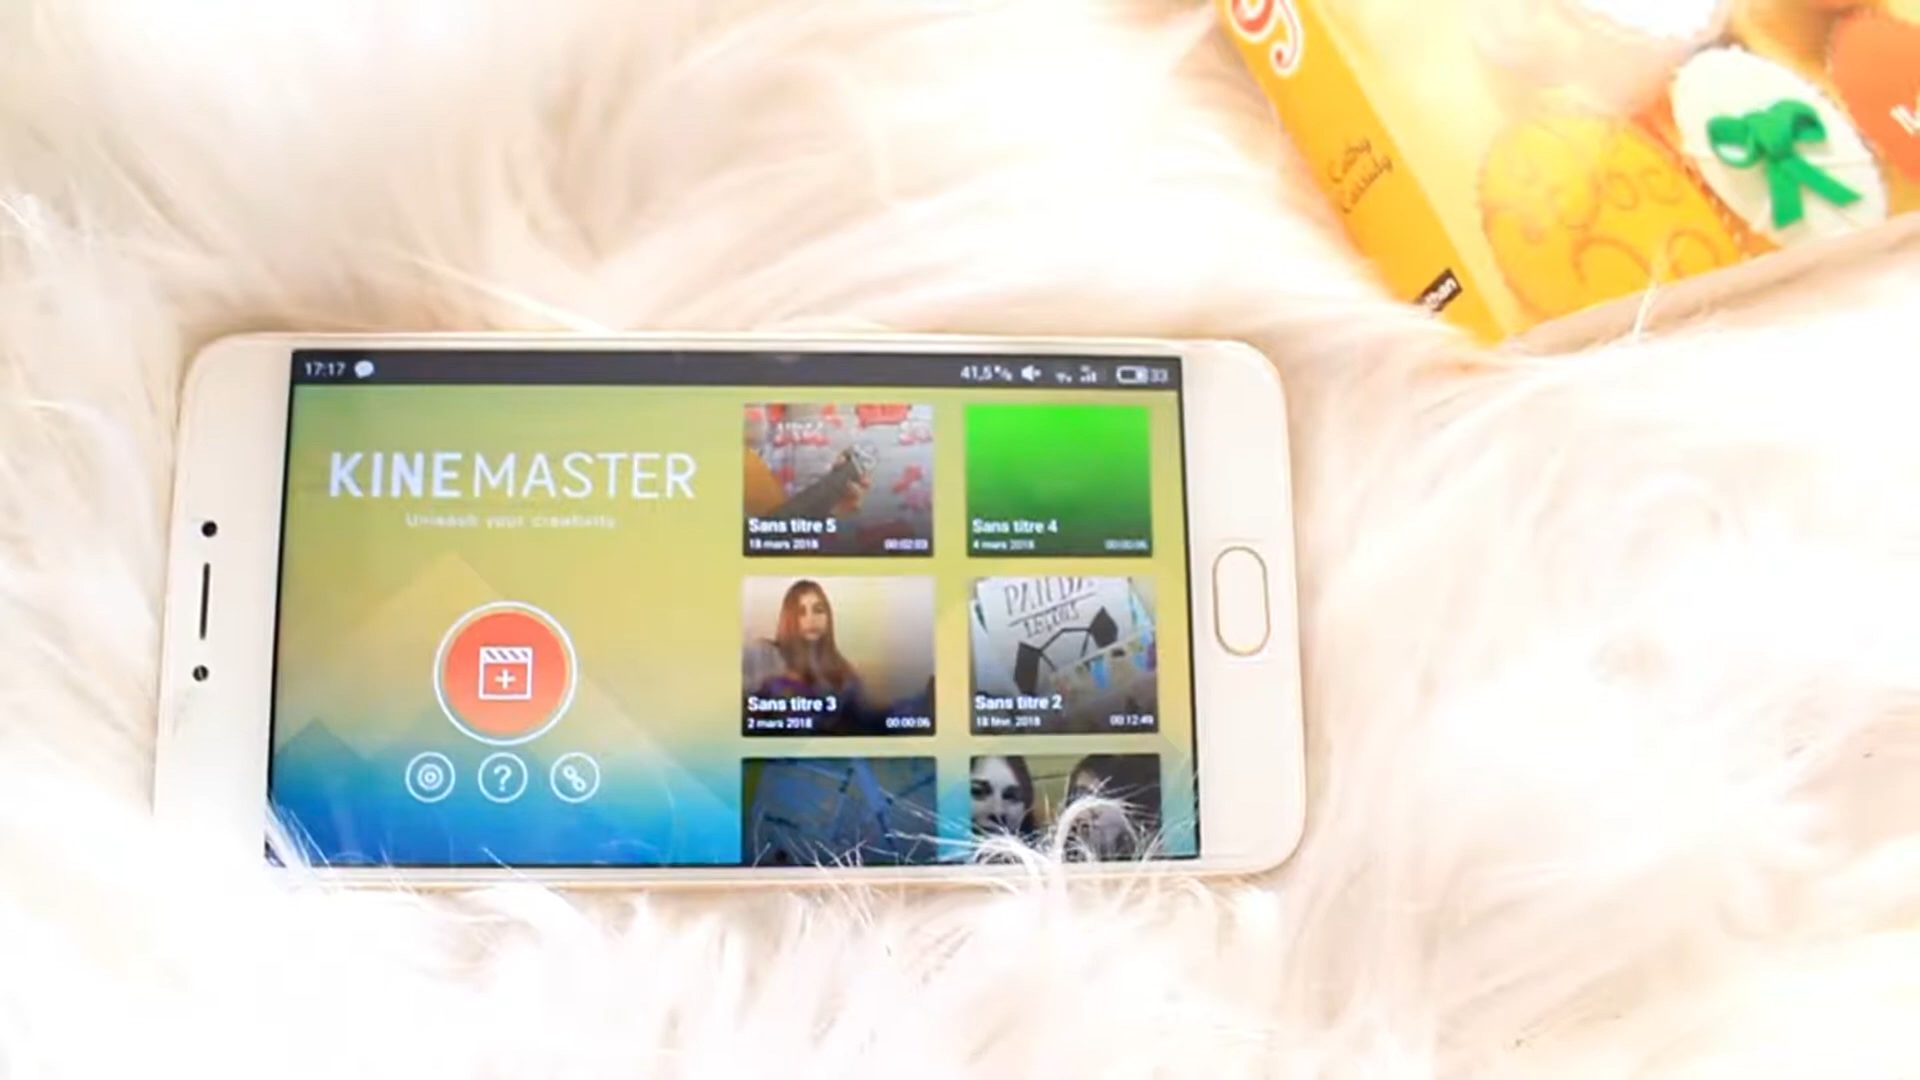 17:17
41,5 K/s
33
KINEMASTER
Unleash your creativity
Sans titre 5
18 mars 2018 00:02:03
Sans titre 4
4 mars 2018 00:00:06
Sans titre 3
2 mars 2018 00:00:06
PANDA
Sans titre 2
18 févr. 2018 00:12:49